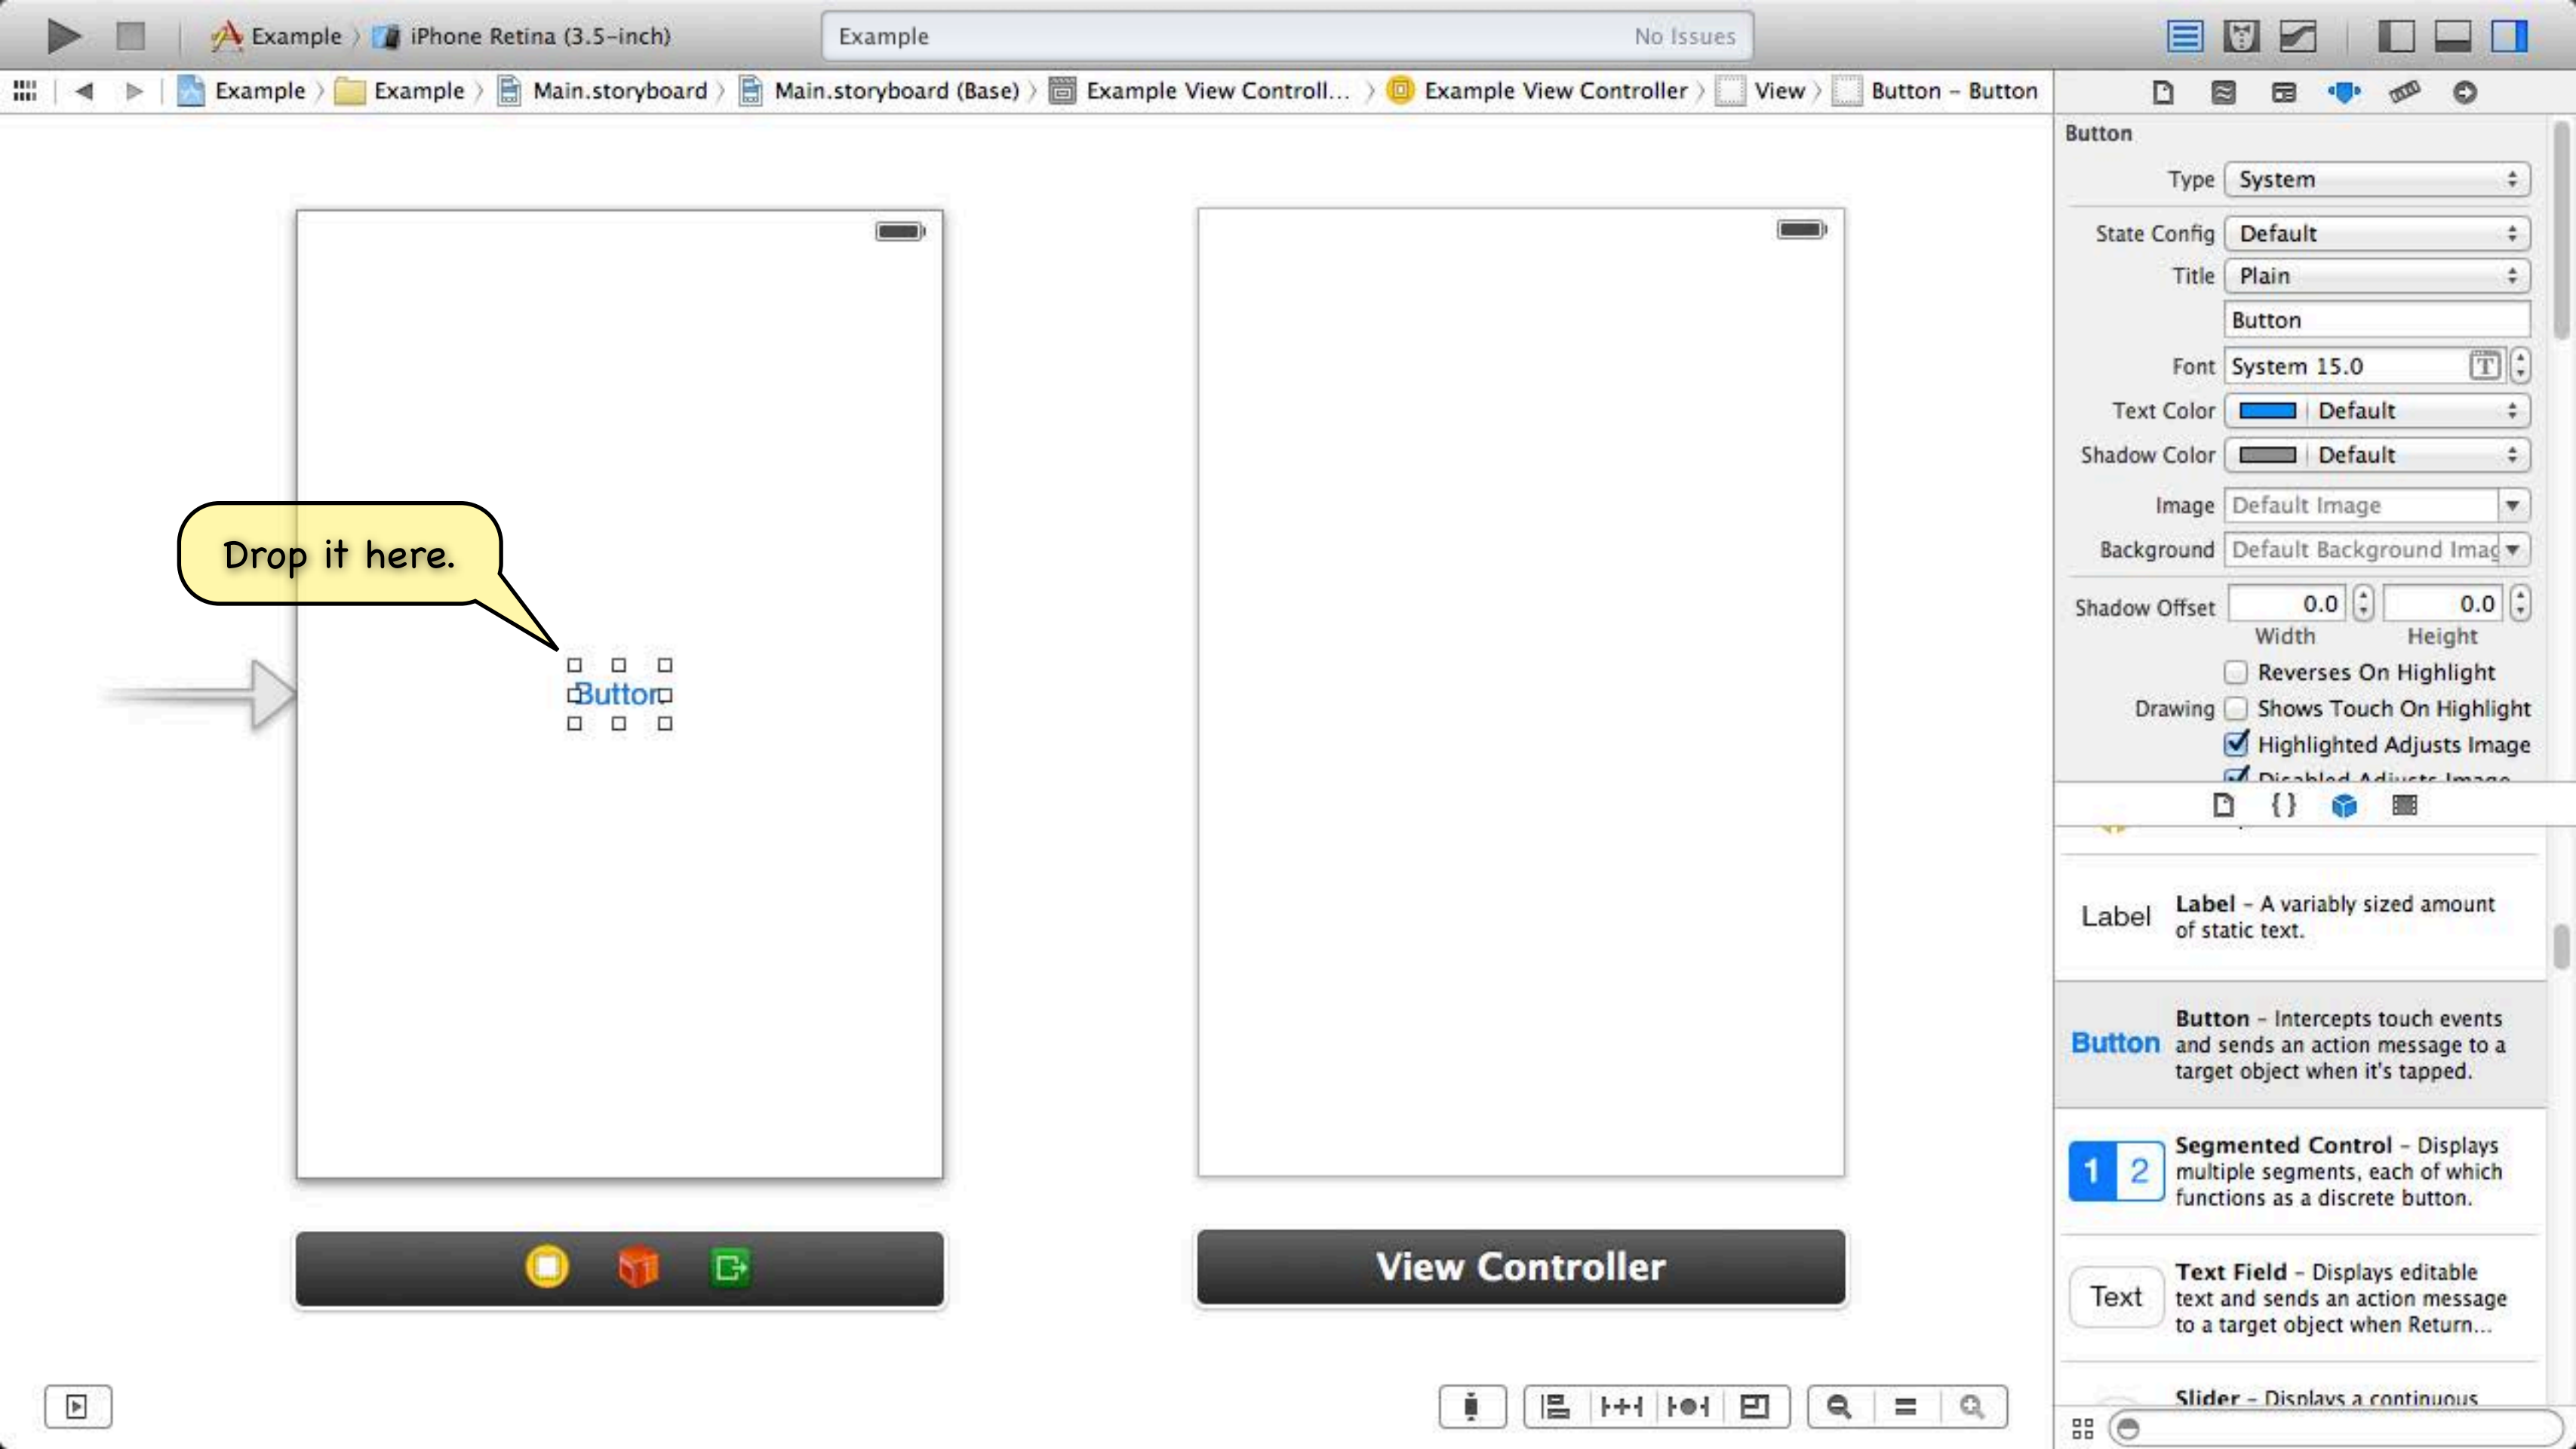 Example
iPhone Retina (3.5-inch)
Example
No Issues
Example
Example
Main.storyboard
Main.storyboard (Base)
Example View Controll...
Example View Controller
View
Button - Button
Button
Type
System
State Config
Default
Title
Plain
Button
Font
System 15.0
T
Text Color
Default
Shadow Color
Default
Image
Default Image
Background
Default Background Imag
Shadow Offset
0.0
0.0
Width
Height
Reverses On Highlight
Drawing
Shows Touch On Highlight
Highlighted Adjusts Image
Disabled Adjusts Image
Drop it here.
Button
{ }
Label
Label - A variably sized amount
of static text.
Button
Button - Intercepts touch events
and sends an action message to a
target object when it's tapped.
1 2
Segmented Control - Displays
multiple segments, each of which
functions as a discrete button.
Text
Text Field - Displays editable
text and sends an action message
to a target object when Return...
Slider - Displays a continuous
View Controller